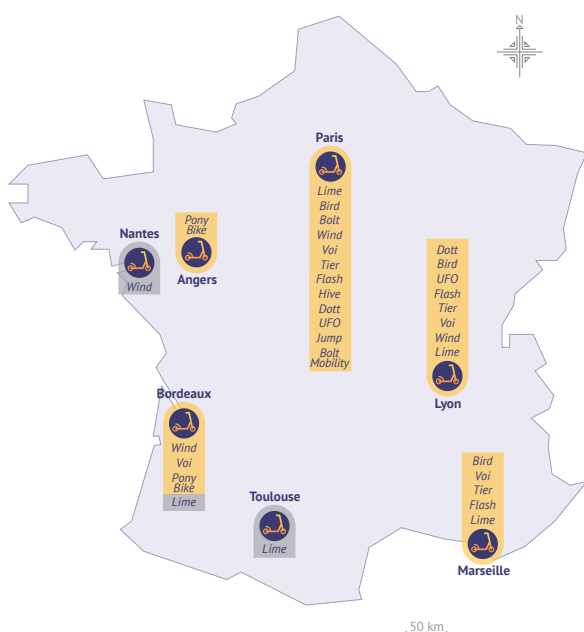 N
Paris
Lime
Bird
Bolt
Wind
Voi
Tier
Flash
Hive
Dott
UFO
Jump
Bolt
Mobility
Nantes
Wind
Pony
Bike
Angers
Dott
Bird
UFO
Flash
Tier
Voi
Wind
Lime
Lyon
Bordeaux
Wind
Voi
Pony
Bike
Lime
Toulouse
Lime
Bird
Voi
Tier
Flash
Lime
Marseille
50 km